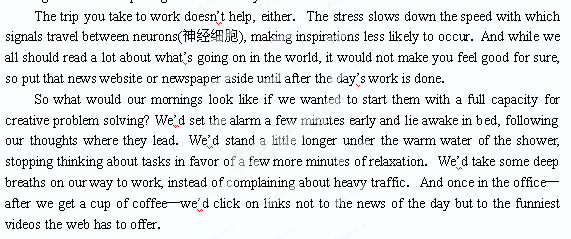 The trip you take to work doesn't help, either. The stress slows down the speed with which
signals travel between neurons(神经细胞), making inspirations less likely to occur. And while we
all should read a lot about what's going on in the world, it would not make you feel good for sure,
so put that news website or newspaper aside until after the day's work is done.
So what would our mornings look like if we wanted to start them with a full capacity for
creative problem solving? We'd set the alarm a few minutes early and lie awake in bed, following
our thoughts where they lead. We'd stand a little longer under the warm water of the shower,
stopping thinking about tasks in favor of a few more minutes of relaxation. We'd take some deep
breaths on our way to work, instead of complaining about heavy traffic. And once in the office—
after we get a cup of coffee—we'd click on links not to the news of the day but to the funniest
videos the web has to offer.